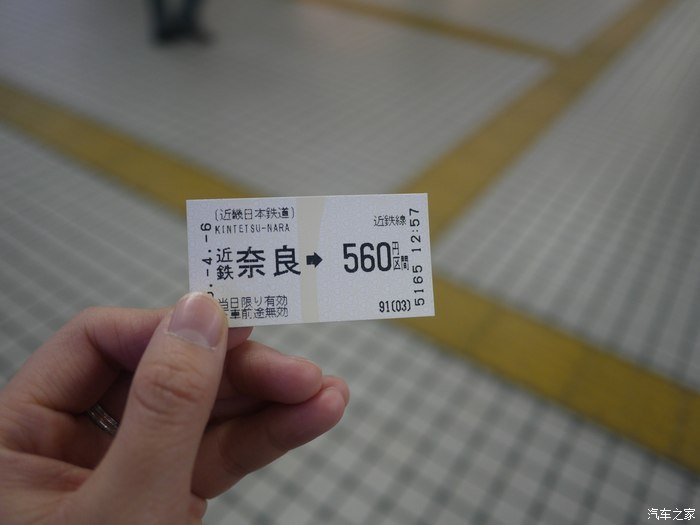 (近畿日本鉄道)
KINTETSU-NARA
近鉄奈良➡
近鉄線
560円区間
当日限り有効
車前途無効
-4.-6
5165 12:57
91(03)
汽车之家